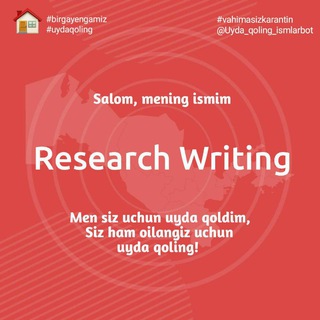 #birgayengamiz
#uydaqoling
#vahimasizkarantin
@Uyda_qoling_ismlarbot
Salom, mening ismim
Research Writing
Men siz uchun uyda qoldim,
Siz ham oilangiz uchun
uyda qoling!